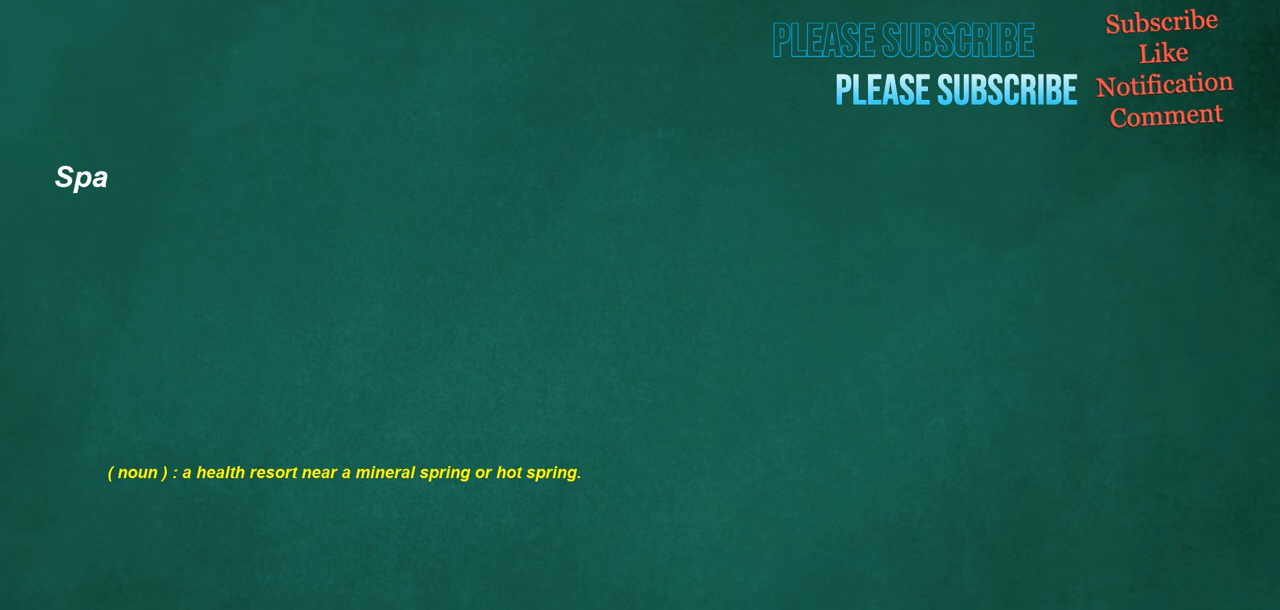 PLEASE SUBSCRIBE
PLEASE SUBSCRIBE
Subscribe
Like
Notification
Comment
Spa
( noun ) : a health resort near a mineral spring or hot spring.